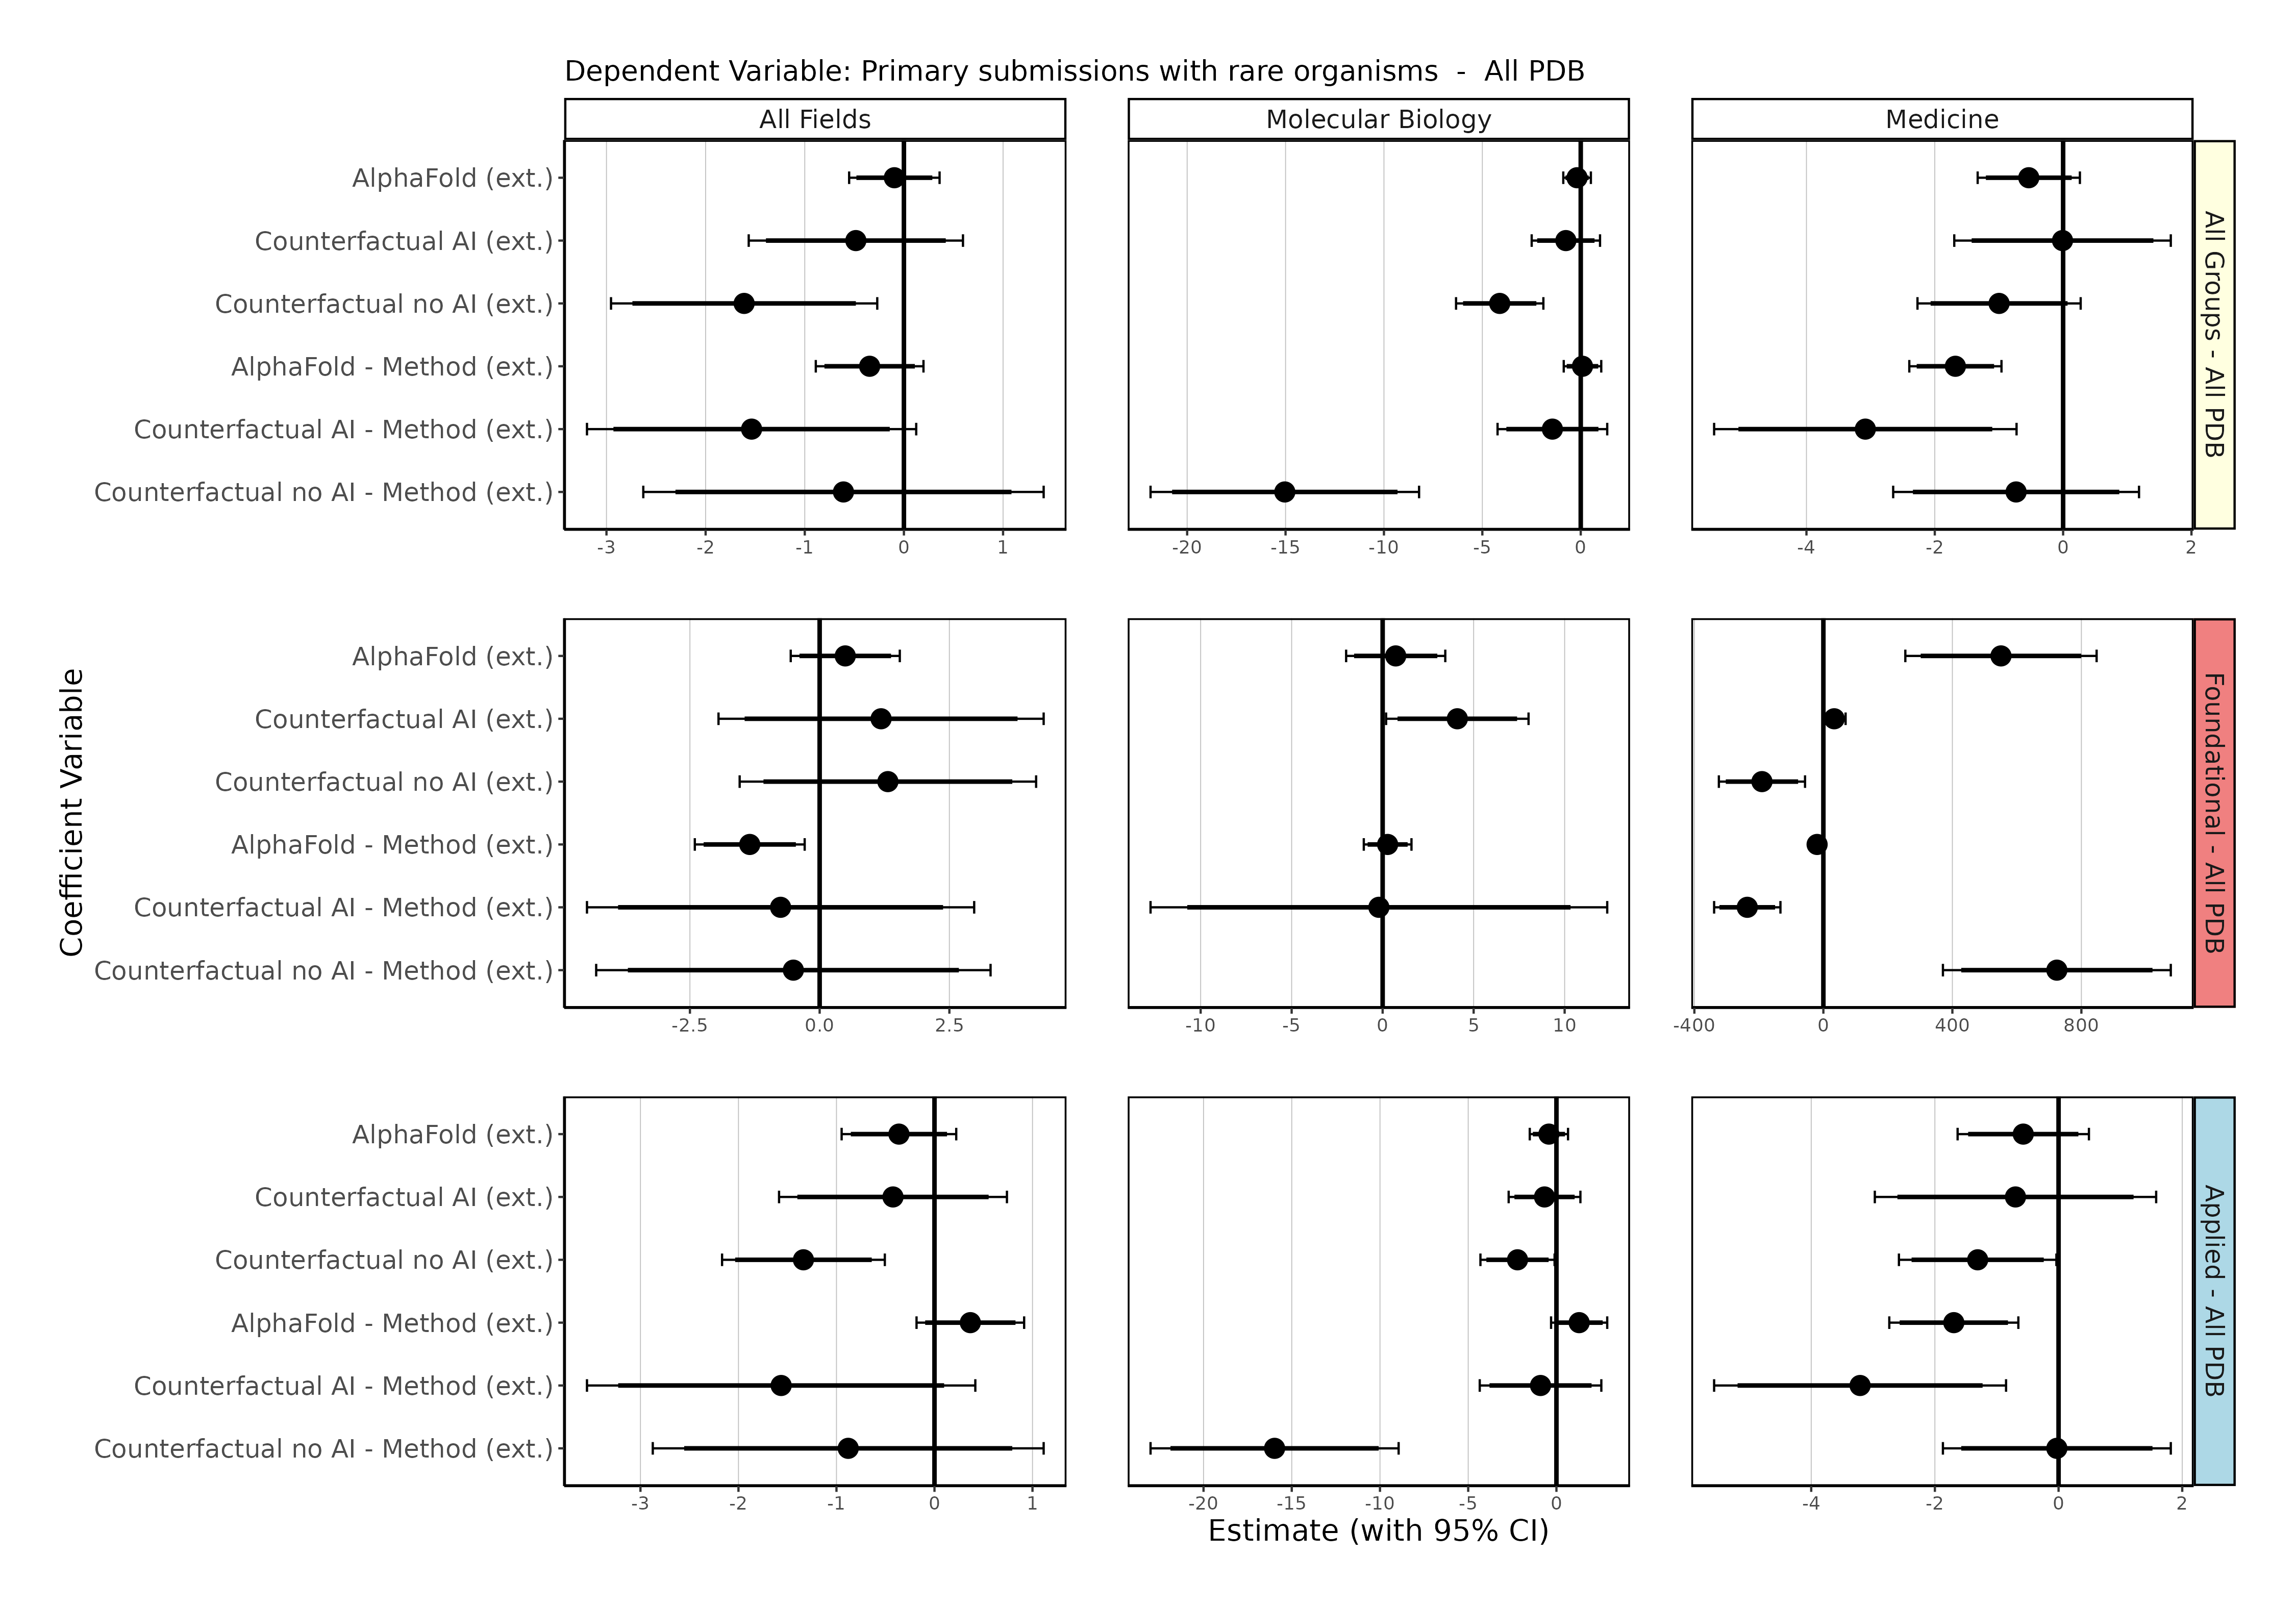 Dependent Variable: Primary submissions with rare organisms - All PDB
All Fields
Molecular Biology
Medicine
AlphaFold (ext.)
Counterfactual AI (ext.)
Counterfactual no AI (ext.)
AlphaFold - Method (ext.)
Counterfactual AI - Method (ext.)
Counterfactual no AI - Method (ext.)
-3 -2 -1 0 1
-20 -15 -10 -5 0
-4 -2 0 2
All Groups - All PDB
Coefficient Variable
AlphaFold (ext.)
Counterfactual AI (ext.)
Counterfactual no AI (ext.)
AlphaFold - Method (ext.)
Counterfactual AI - Method (ext.)
Counterfactual no AI - Method (ext.)
-2.5 0.0 2.5
-10 -5 0 5 10
-400 0 400 800
Foundational - All PDB
AlphaFold (ext.)
Counterfactual AI (ext.)
Counterfactual no AI (ext.)
AlphaFold - Method (ext.)
Counterfactual AI - Method (ext.)
Counterfactual no AI - Method (ext.)
-3 -2 -1 0 1
-20 -15 -10 -5 0
-4 -2 0 2
Applied - All PDB
Estimate (with 95% CI)